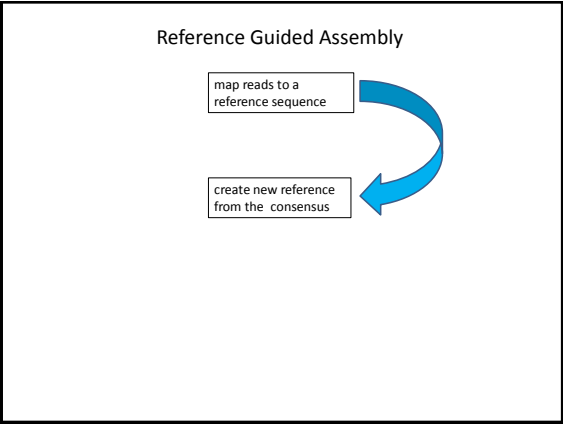 Reference Guided Assembly
map reads to a
reference sequence
create new reference
from the consensus